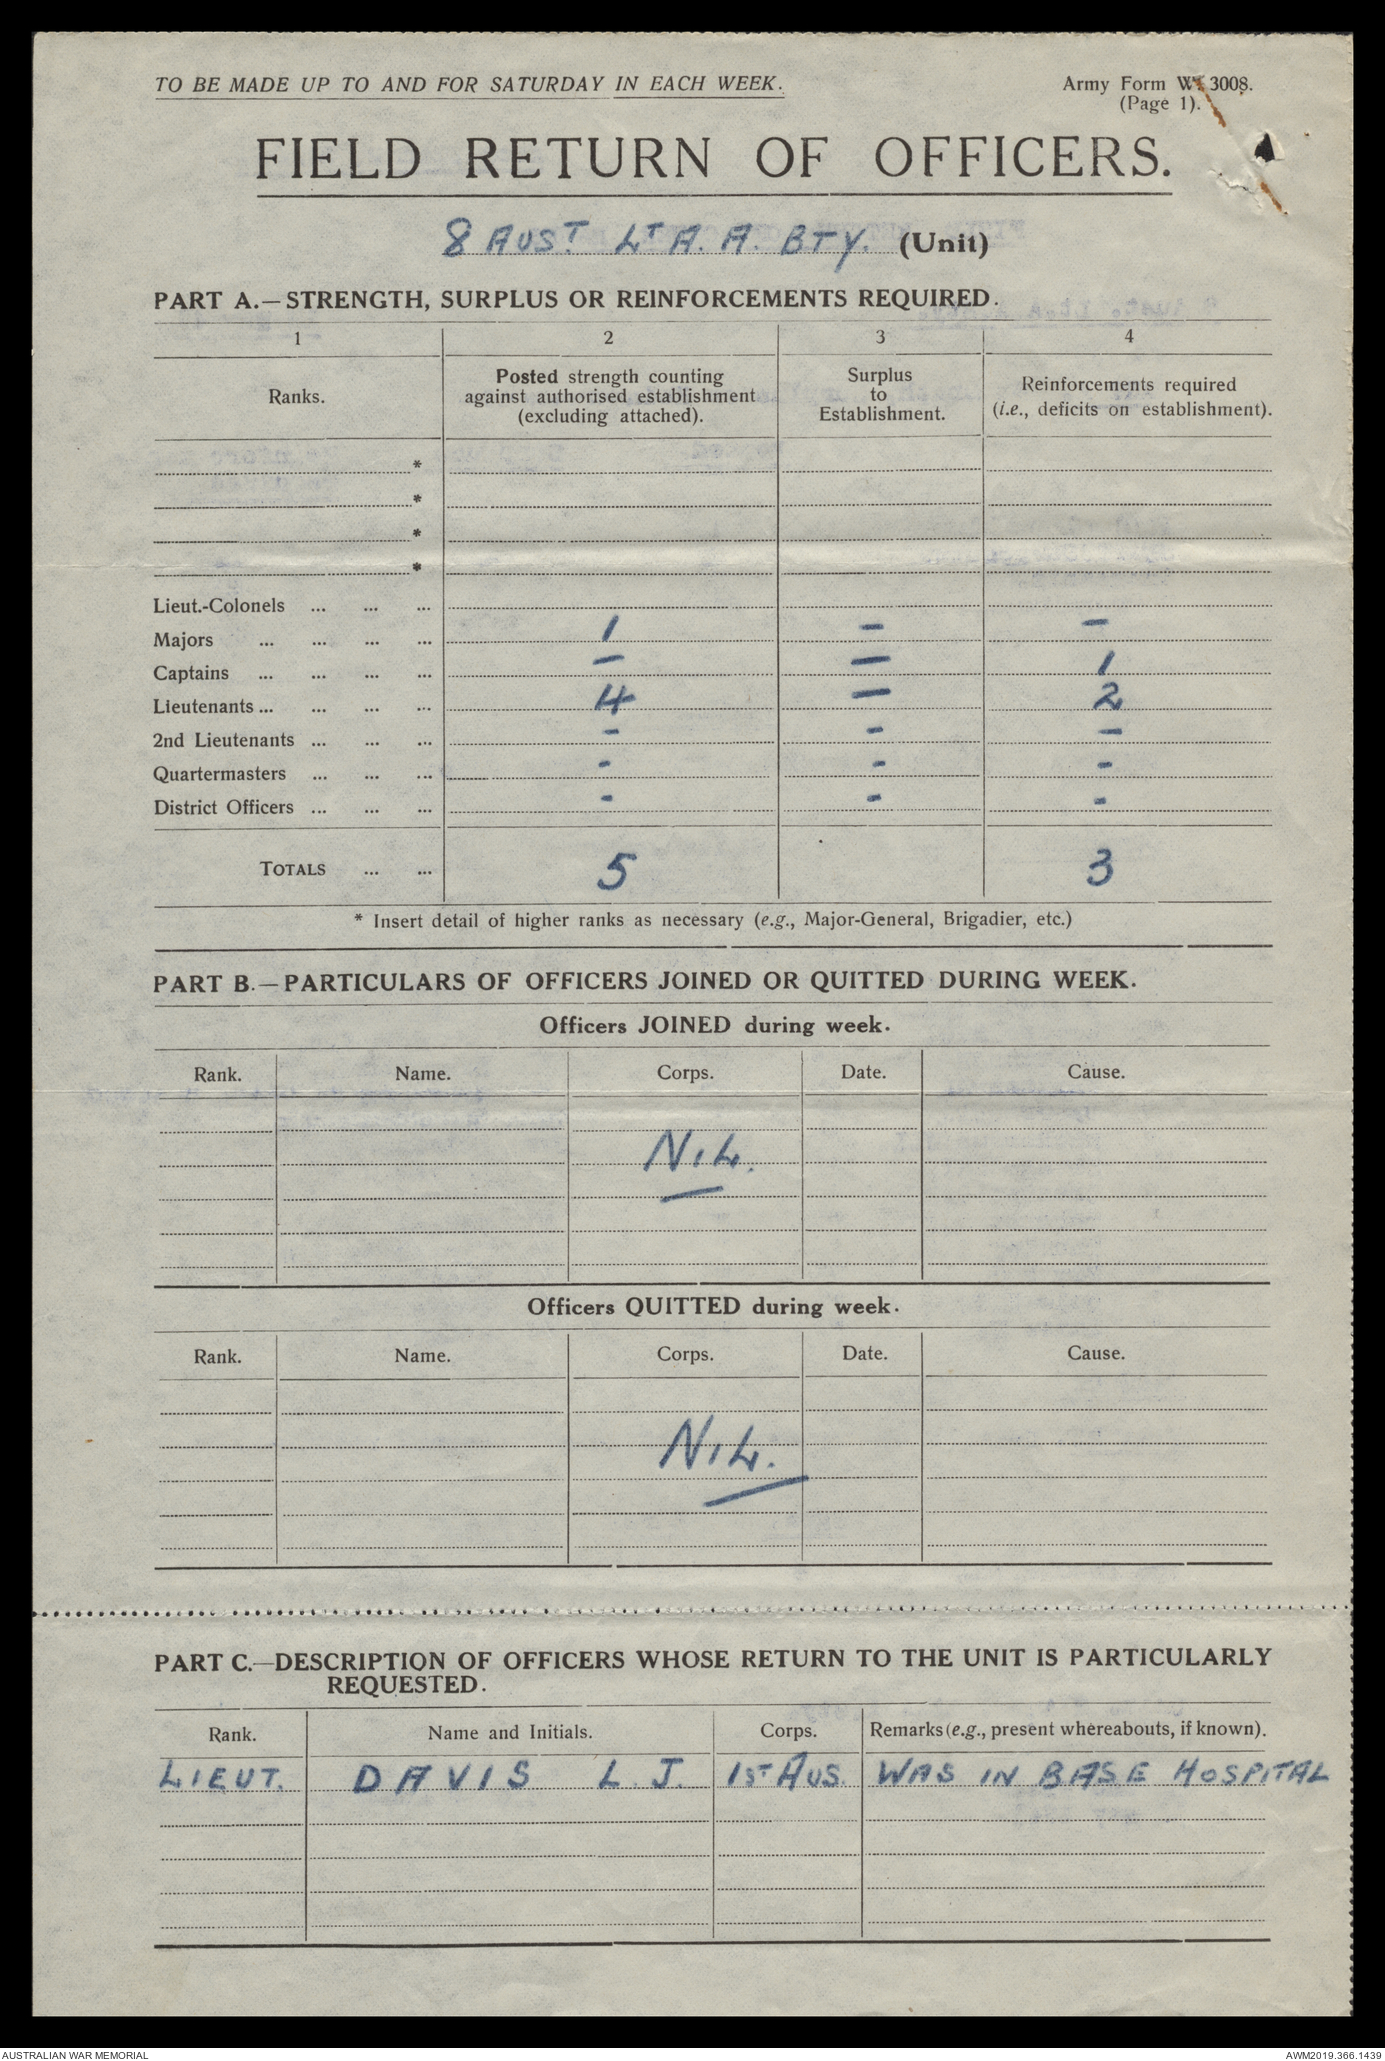 TO BE MADE UP TO AND FOR SATURDAY IN EACH WEEK.
Army Form W. 3008.
(Page 1).
FIELD RETURN OF OFFICERS.
8 AUST LT A. A. BTY. (Unit)
PART A.—STRENGTH, SURPLUS OR REINFORCEMENTS REQUIRED.
1 2 3 4
Ranks. Posted strength counting against authorised establishment (excluding attached). Surplus to Establishment. Reinforcements required (i.e., deficits on establishment).
*
*
*
*
Lieut.-Colonels ... ... ...
Majors ... ... ... ... 1 – –
Captains ... ... ... ... – – 1
Lieutenants ... ... ... ... 4 – 2
2nd Lieutenants ... ... ... – – –
Quartermasters ... ... ... – – –
District Officers ... ... ... – – –
TOTALS ... ... 5 3
* Insert detail of higher ranks as necessary (e.g., Major-General, Brigadier, etc.)
PART B.—PARTICULARS OF OFFICERS JOINED OR QUITTED DURING WEEK.
Officers JOINED during week.
Rank. Name. Corps. Date. Cause.
NIL.
Officers QUITTED during week.
Rank. Name. Corps. Date. Cause.
NIL.
PART C.—DESCRIPTION OF OFFICERS WHOSE RETURN TO THE UNIT IS PARTICULARLY
REQUESTED.
Rank. Name and Initials. Corps. Remarks (e.g., present whereabouts, if known).
LIEUT. DAVIS L. J. 1ST AUS. WAS IN BASE HOSPITAL
AUSTRALIAN WAR MEMORIAL
AWM2019.366.1439